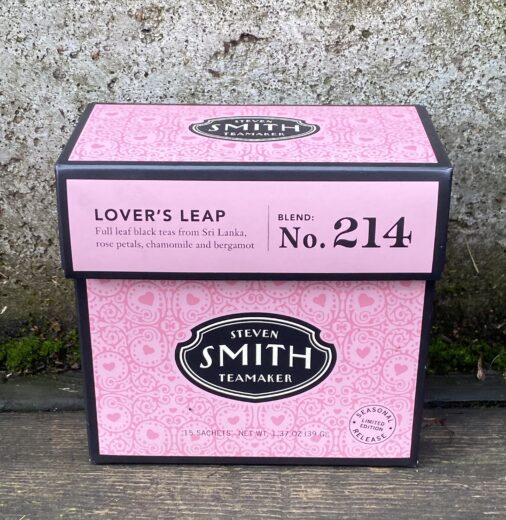 STEVEN
SMITH
TEAMAKER
LOVER'S LEAP
Full leaf black teas from Sri Lanka,
rose petals, chamomile and bergamot
BLEND:
No. 214
STEVEN
SMITH
TEAMAKER
15 SACHETS NET WT. 1.37 OZ (39 G)
SEASONAL
LIMITED
EDITION
RELEASE